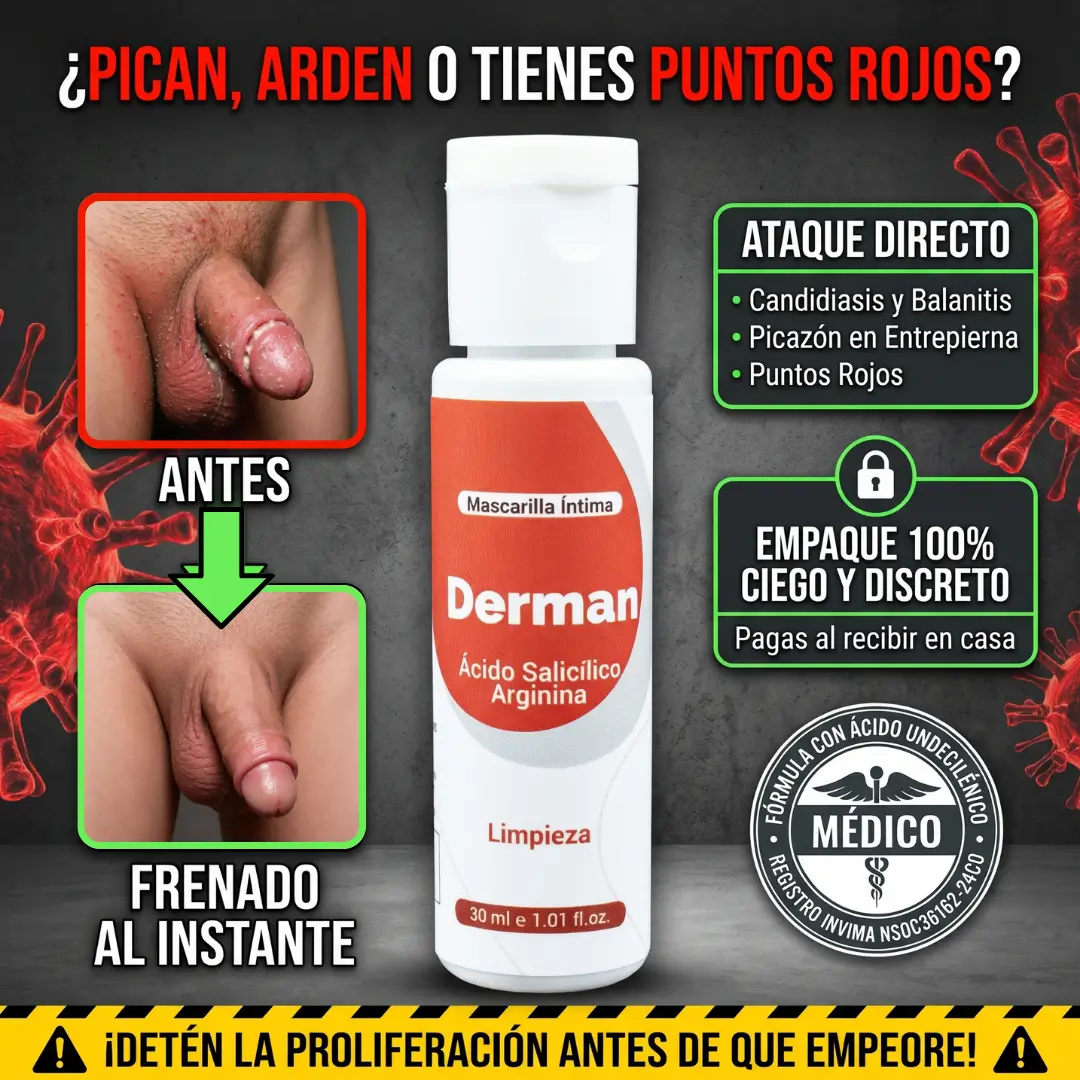 ¿PICAN, ARDEN O TIENES PUNTOS ROJOS?
ANTES
FRENADO
AL INSTANTE
Mascarilla Íntima
Derman
Ácido Salicílico
Arginina
Limpieza
30 ml e 1.01 fl.oz.
ATAQUE DIRECTO
• Candidiasis y Balanitis
• Picazón en Entrepierna
• Puntos Rojos
EMPAQUE 100%
CIEGO Y DISCRETO
Pagas al recibir en casa
FÓRMULA CON ÁCIDO UNDECILÉNICO
MÉDICO
REGISTRO INVIMA NSOC36162-24CO
¡DETÉN LA PROLIFERACIÓN ANTES DE QUE EMPEORE!